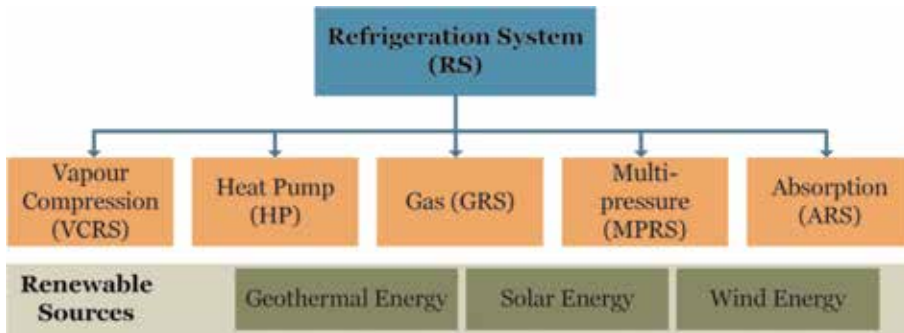 Refrigeration System
(RS)
Vapour
Compression
(VCRS)
Heat Pump
(HP)
Gas (GRS)
Multi-
pressure
(MPRS)
Absorption
(ARS)
Renewable
Sources
Geothermal Energy
Solar Energy
Wind Energy